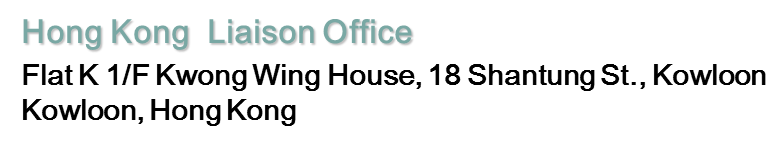 Hong Kong Liaison Office
Flat K 1/F Kwong Wing House, 18 Shantung St., Kowloon
Kowloon, Hong Kong